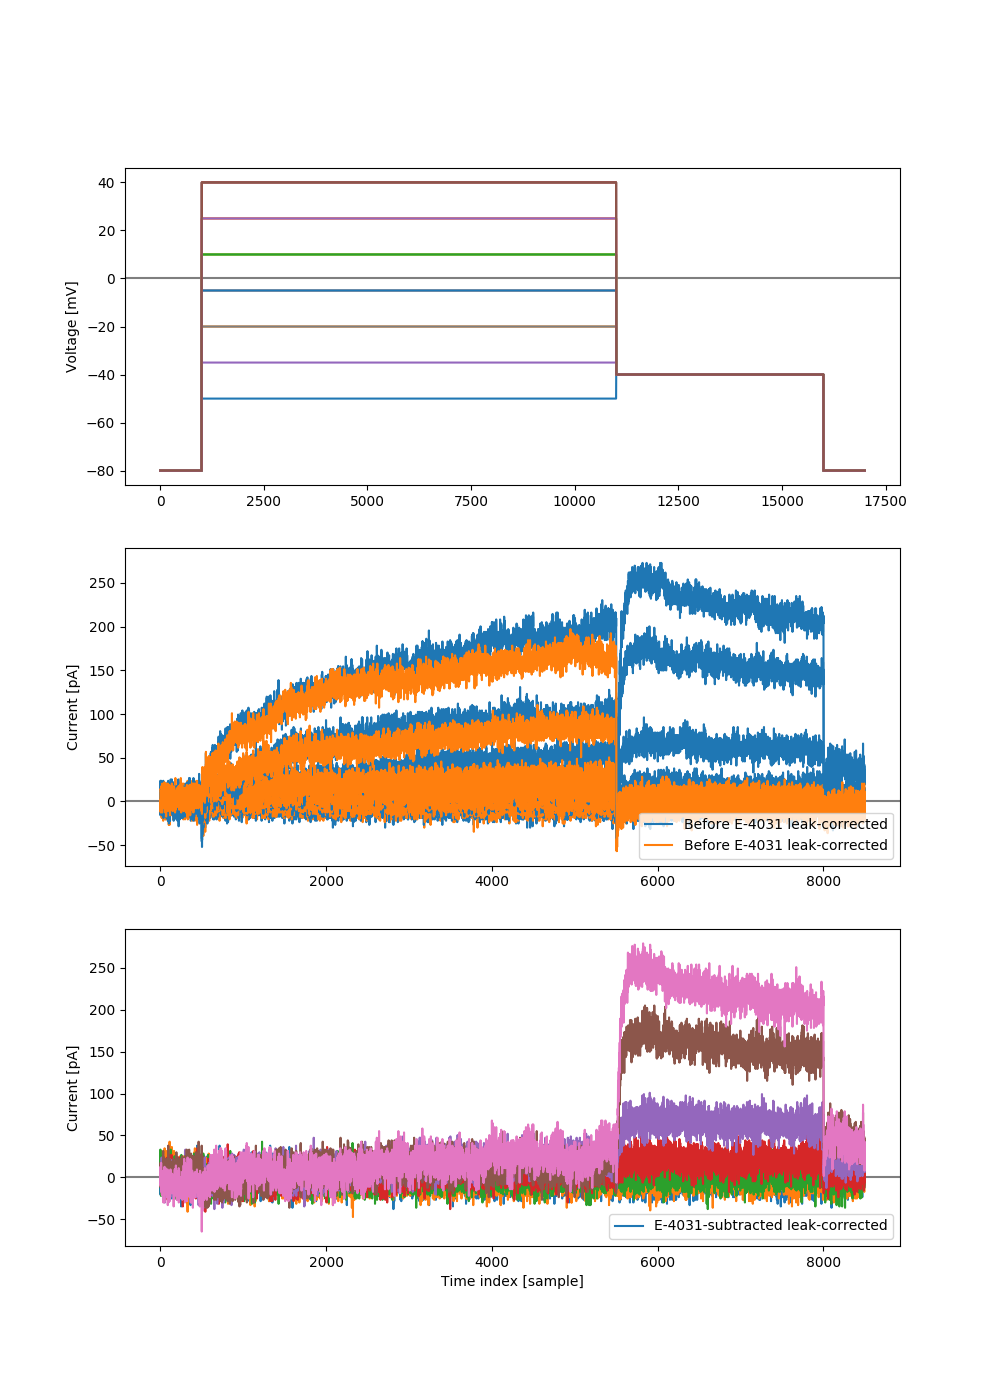 40
20
0
−20
−40
−60
−80
Voltage [mV]
0 2500 5000 7500 10000 12500 15000 17500
250
200
150
100
50
0
−50
Current [pA]
Before E-4031 leak-corrected
Before E-4031 leak-corrected
0 2000 4000 6000 8000
250
200
150
100
50
0
−50
Current [pA]
E-4031-subtracted leak-corrected
0 2000 4000 6000 8000
Time index [sample]